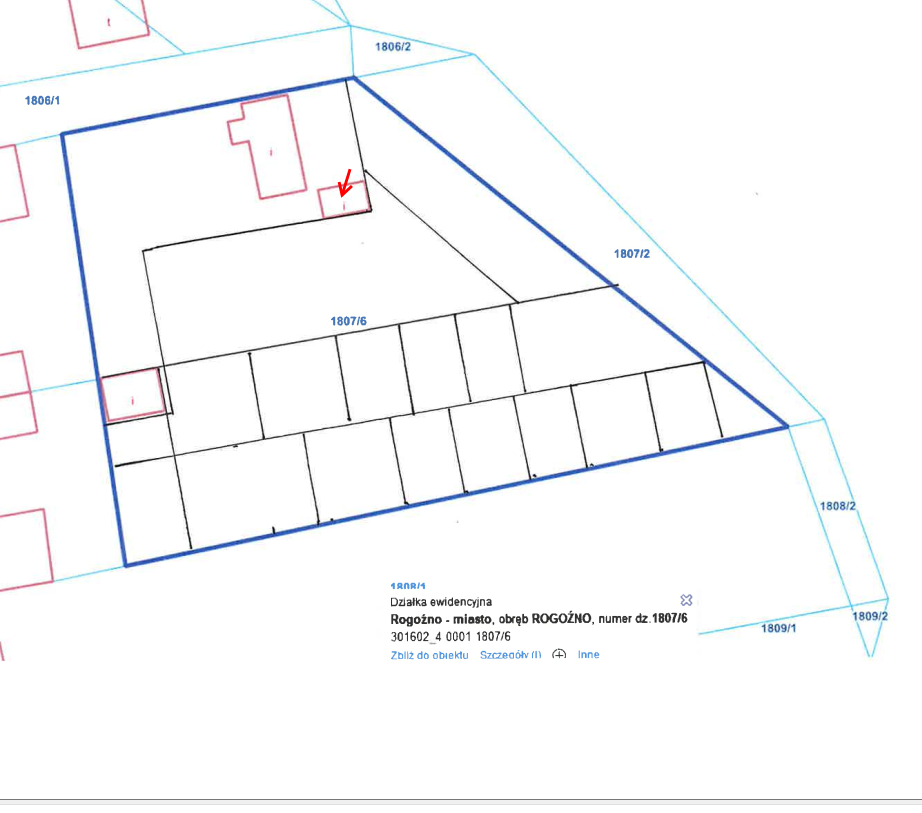 1806/2
1806/1
1807/2
1807/6
1808/2
1808/1
Działka ewidencyjna
Rogoźno - miasto, obręb ROGOŹNO, numer dz.1807/6
301602_4 0001 1807/6
Zbliż do obiektu Szczegóły (I) Inne
1809/2
1809/1
i
i
i
i